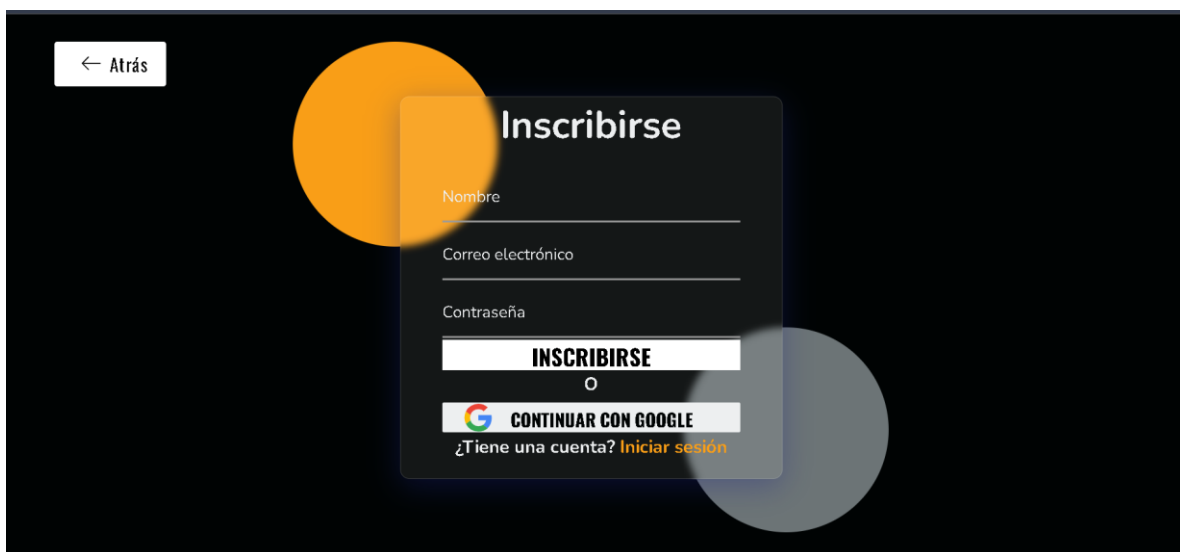 ← Atrás
Inscribirse
Nombre
Correo electrónico
Contraseña
INSCRIBIRSE
O
CONTINUAR CON GOOGLE
¿Tiene una cuenta? Iniciar sesión